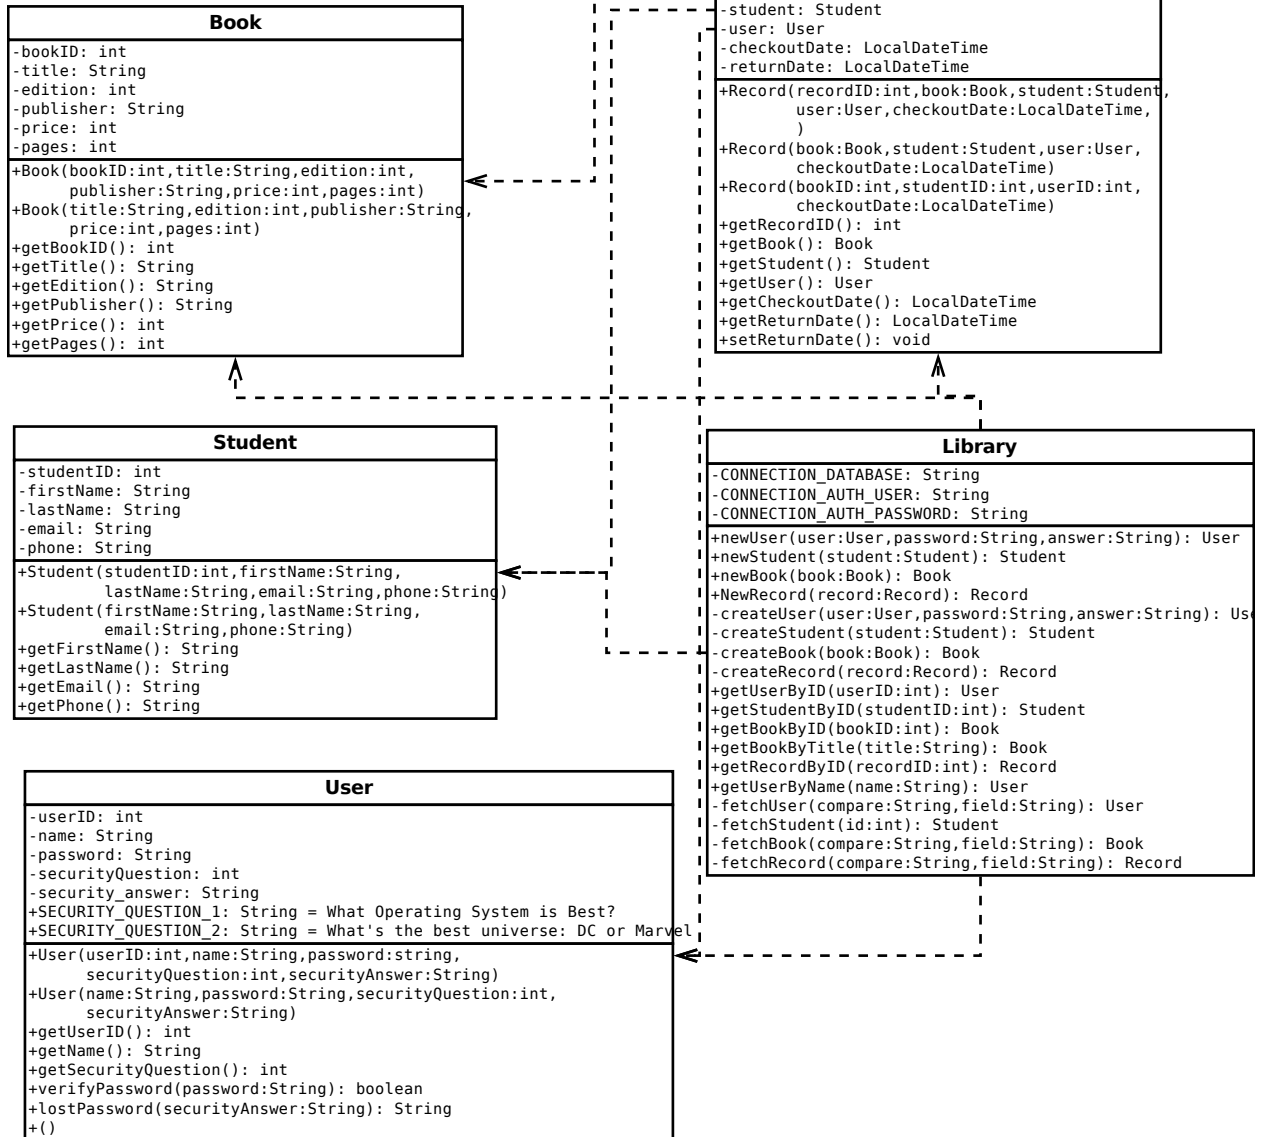 Book
-bookID: int
-title: String
-edition: int
-publisher: String
-price: int
-pages: int
+Book(bookID:int,title:String,edition:int,
publisher:String,price:int,pages:int)
+Book(title:String,edition:int,publisher:String,
price:int,pages:int)
+getBookID(): int
+getTitle(): String
+getEdition(): String
+getPublisher(): String
+getPrice(): int
+getPages(): int
-student: Student
-user: User
-checkoutDate: LocalDateTime
-returnDate: LocalDateTime
+Record(recordID:int,book:Book,student:Student,
user:User,checkoutDate:LocalDateTime,
)
+Record(book:Book,student:Student,user:User,
checkoutDate:LocalDateTime)
+Record(bookID:int,studentID:int,userID:int,
checkoutDate:LocalDateTime)
+getRecordID(): int
+getBook(): Book
+getStudent(): Student
+getUser(): User
+getCheckoutDate(): LocalDateTime
+getReturnDate(): LocalDateTime
+setReturnDate(): void
Student
-studentID: int
-firstName: String
-lastName: String
-email: String
-phone: String
+Student(studentID:int,firstName:String,
lastName:String,email:String,phone:String)
+Student(firstName:String,lastName:String,
email:String,phone:String)
+getFirstName(): String
+getLastName(): String
+getEmail(): String
+getPhone(): String
Library
-CONNECTION_DATABASE: String
-CONNECTION_AUTH_USER: String
-CONNECTION_AUTH_PASSWORD: String
+newUser(user:User,password:String,answer:String): User
+newStudent(student:Student): Student
+newBook(book:Book): Book
+NewRecord(record:Record): Record
-createUser(user:User,password:String,answer:String): Use
-createStudent(student:Student): Student
-createBook(book:Book): Book
-createRecord(record:Record): Record
+getUserByID(userID:int): User
+getStudentByID(studentID:int): Student
+getBookByID(bookID:int): Book
+getBookByTitle(title:String): Book
+getRecordByID(recordID:int): Record
+getUserByName(name:String): User
-fetchUser(compare:String,field:String): User
-fetchStudent(id:int): Student
-fetchBook(compare:String,field:String): Book
-fetchRecord(compare:String,field:String): Record
User
-userID: int
-name: String
-password: String
-securityQuestion: int
-security_answer: String
+SECURITY_QUESTION_1: String = What Operating System is Best?
+SECURITY_QUESTION_2: String = What's the best universe: DC or Marvel
+User(userID:int,name:String,password:string,
securityQuestion:int,securityAnswer:String)
+User(name:String,password:String,securityQuestion:int,
securityAnswer:String)
+getUserID(): int
+getName(): String
+getSecurityQuestion(): int
+verifyPassword(password:String): boolean
+lostPassword(securityAnswer:String): String
+()